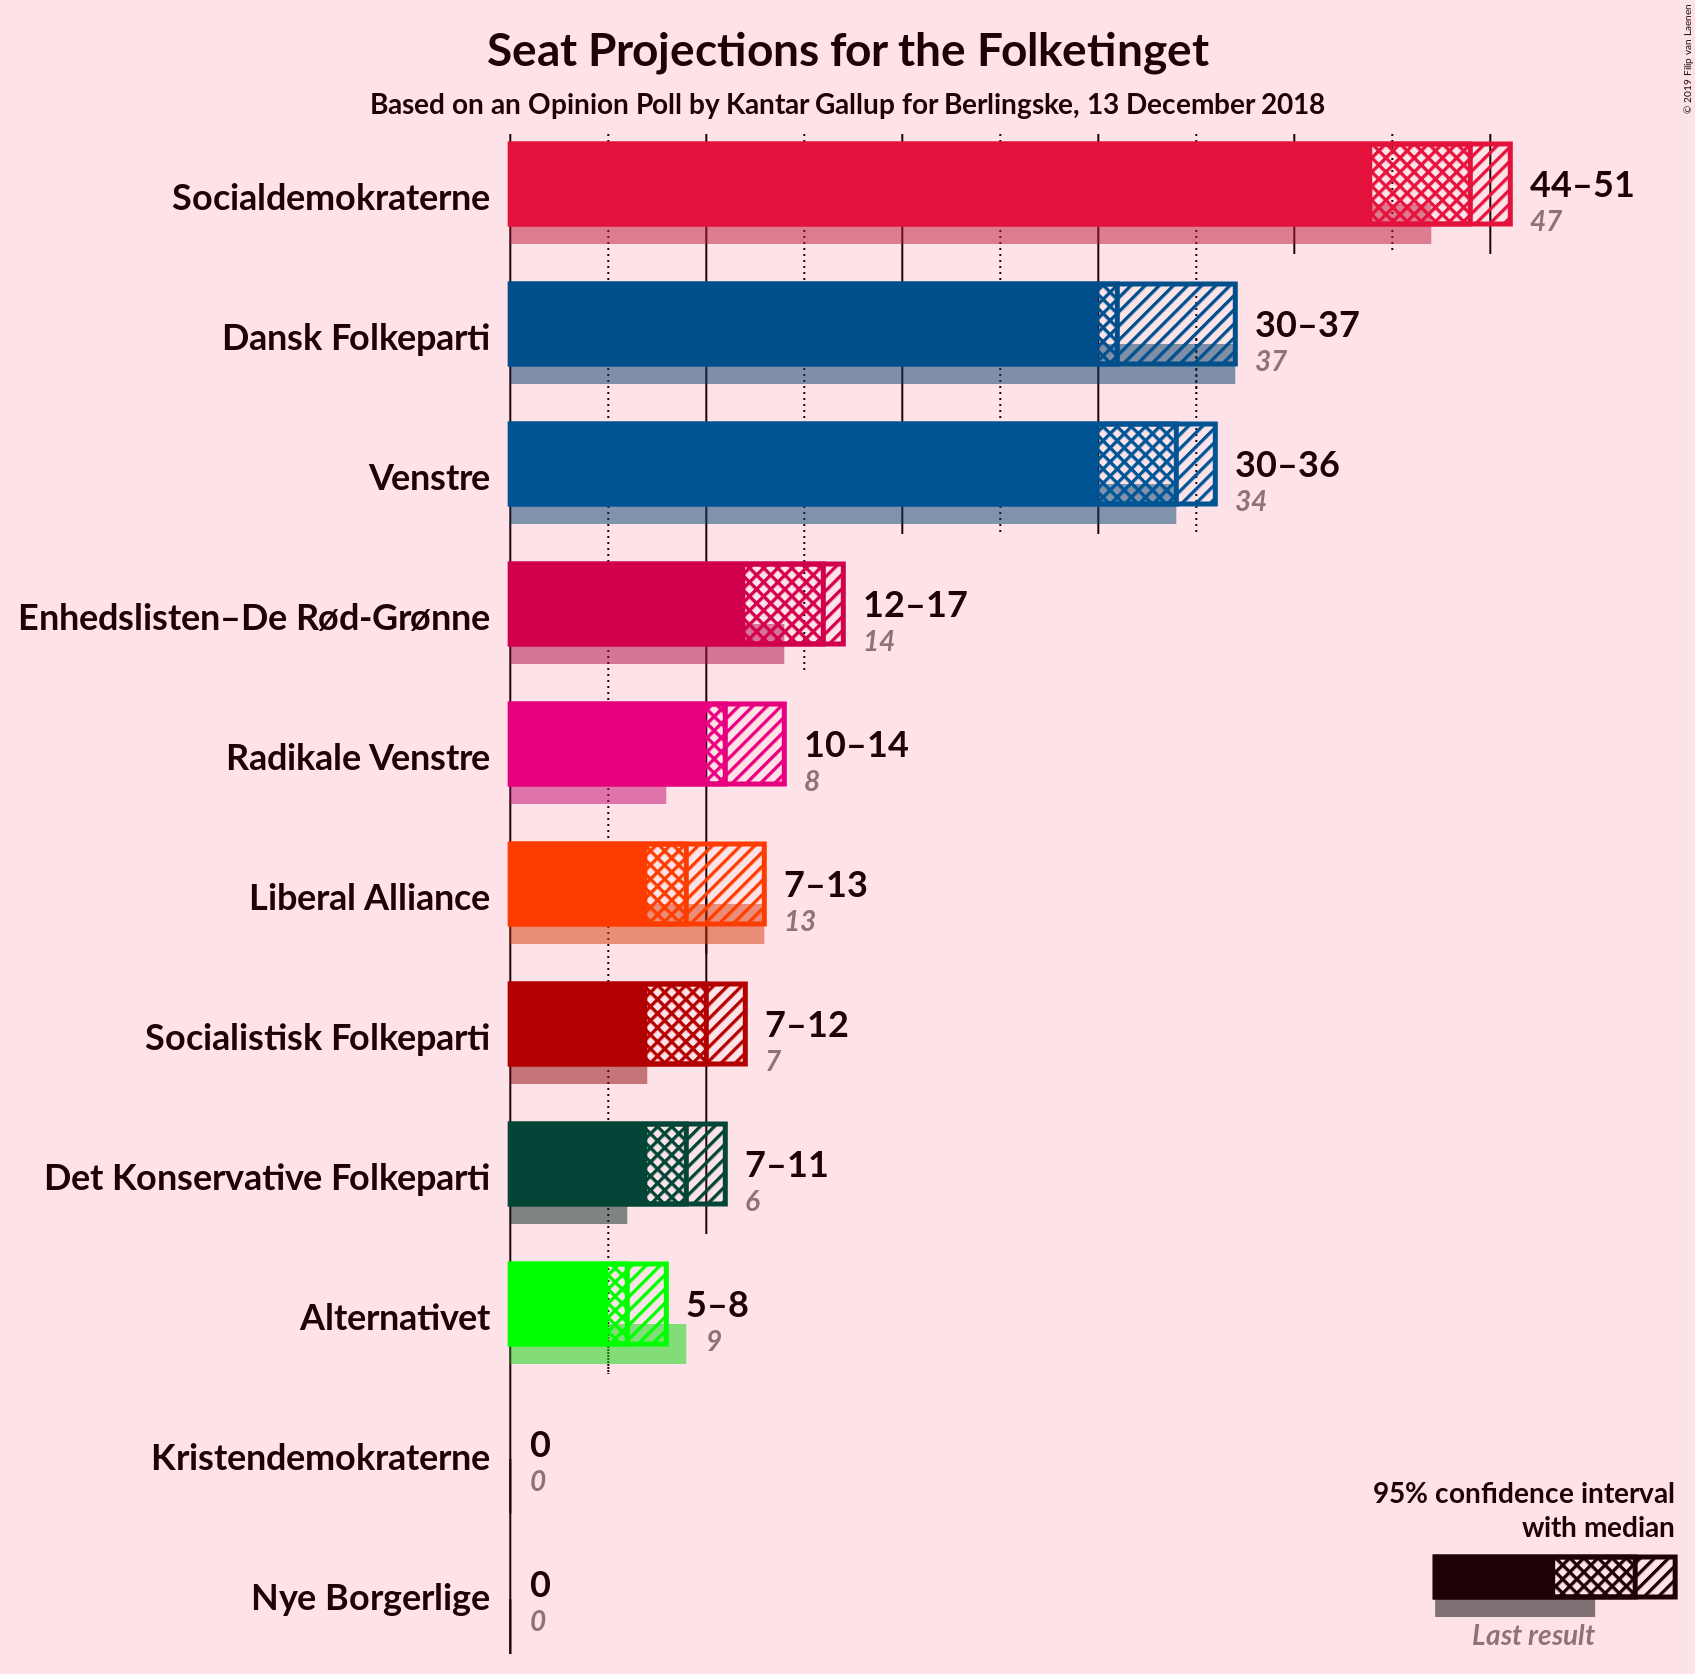 Seat Projections for the Folketinget
Based on an Opinion Poll by Kantar Gallup for Berlingske, 13 December 2018
© 2019 Filip van Laenen
Socialdemokraterne
44–51
47
Dansk Folkeparti
30–37
37
Venstre
30–36
34
Enhedslisten–De Rød-Grønne
12–17
14
Radikale Venstre
10–14
8
Liberal Alliance
7–13
13
Socialistisk Folkeparti
7–12
7
Det Konservative Folkeparti
7–11
6
Alternativet
5–8
9
Kristendemokraterne
0
0
Nye Borgerlige
0
0
95% confidence interval
with median
Last result